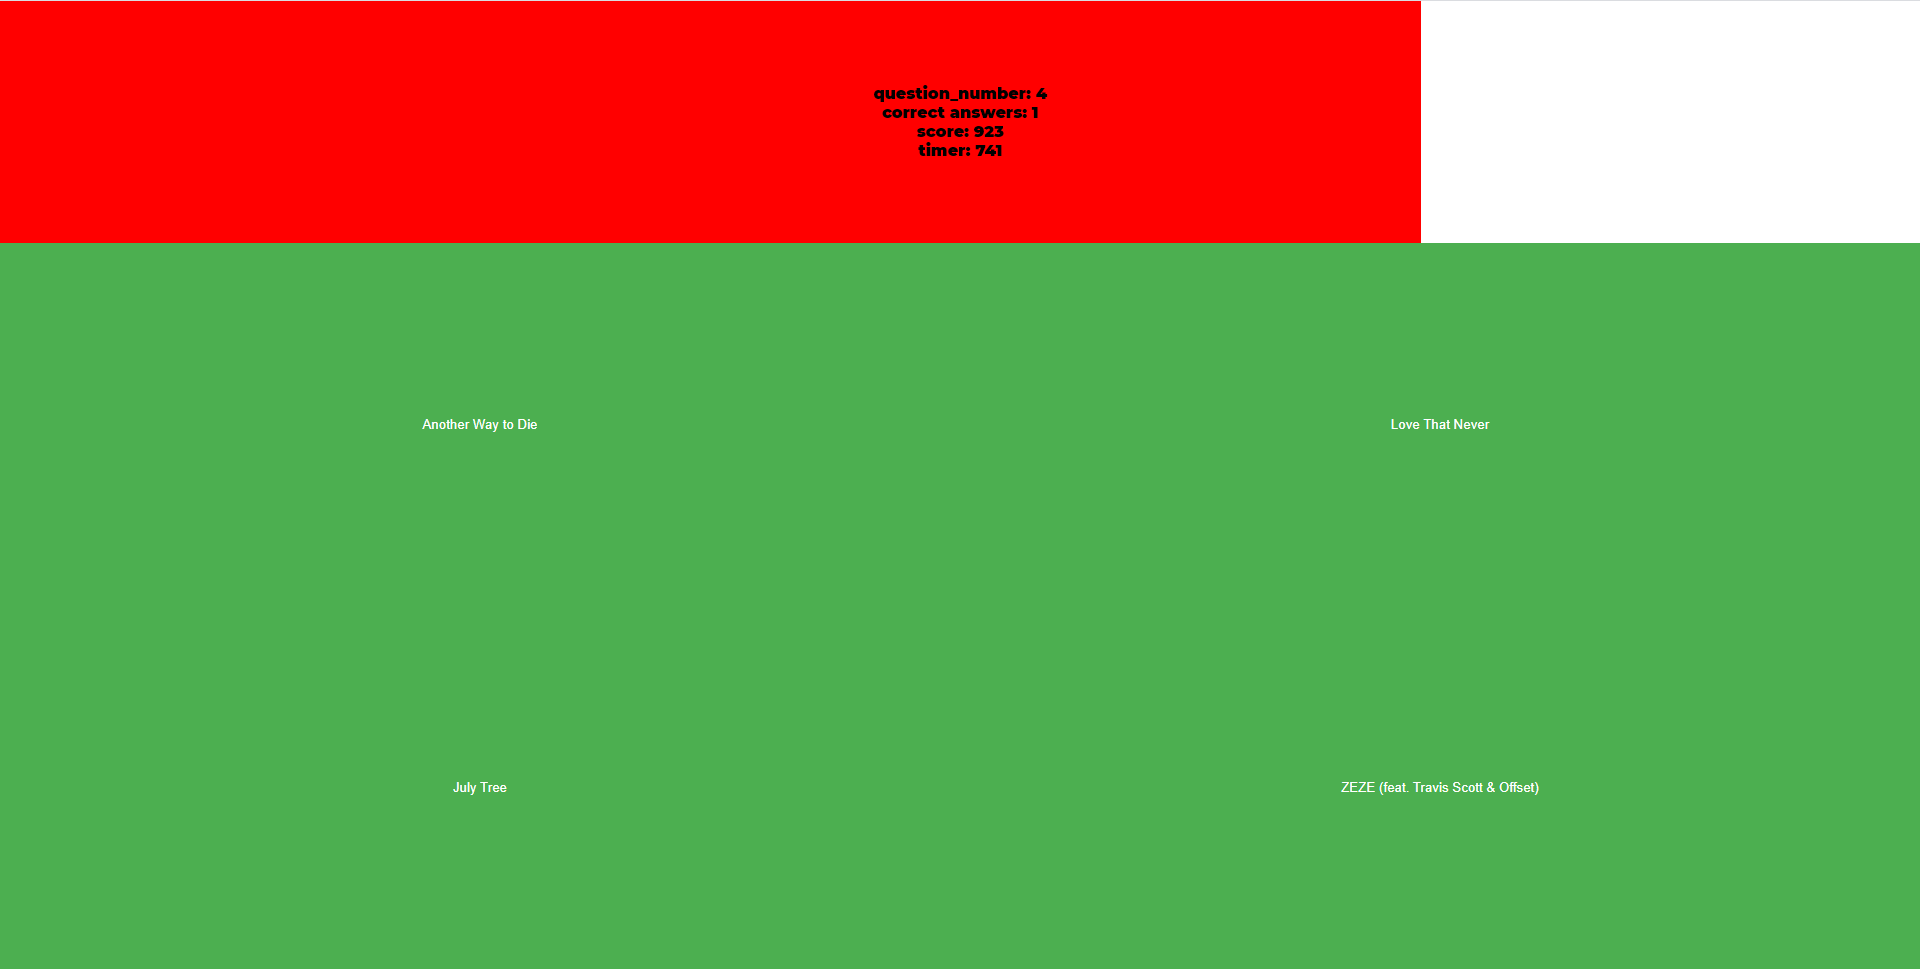 question_number: 4
correct answers: 1
score: 923
timer: 741
Another Way to Die
Love That Never
July Tree
ZEZE (feat. Travis Scott & Offset)